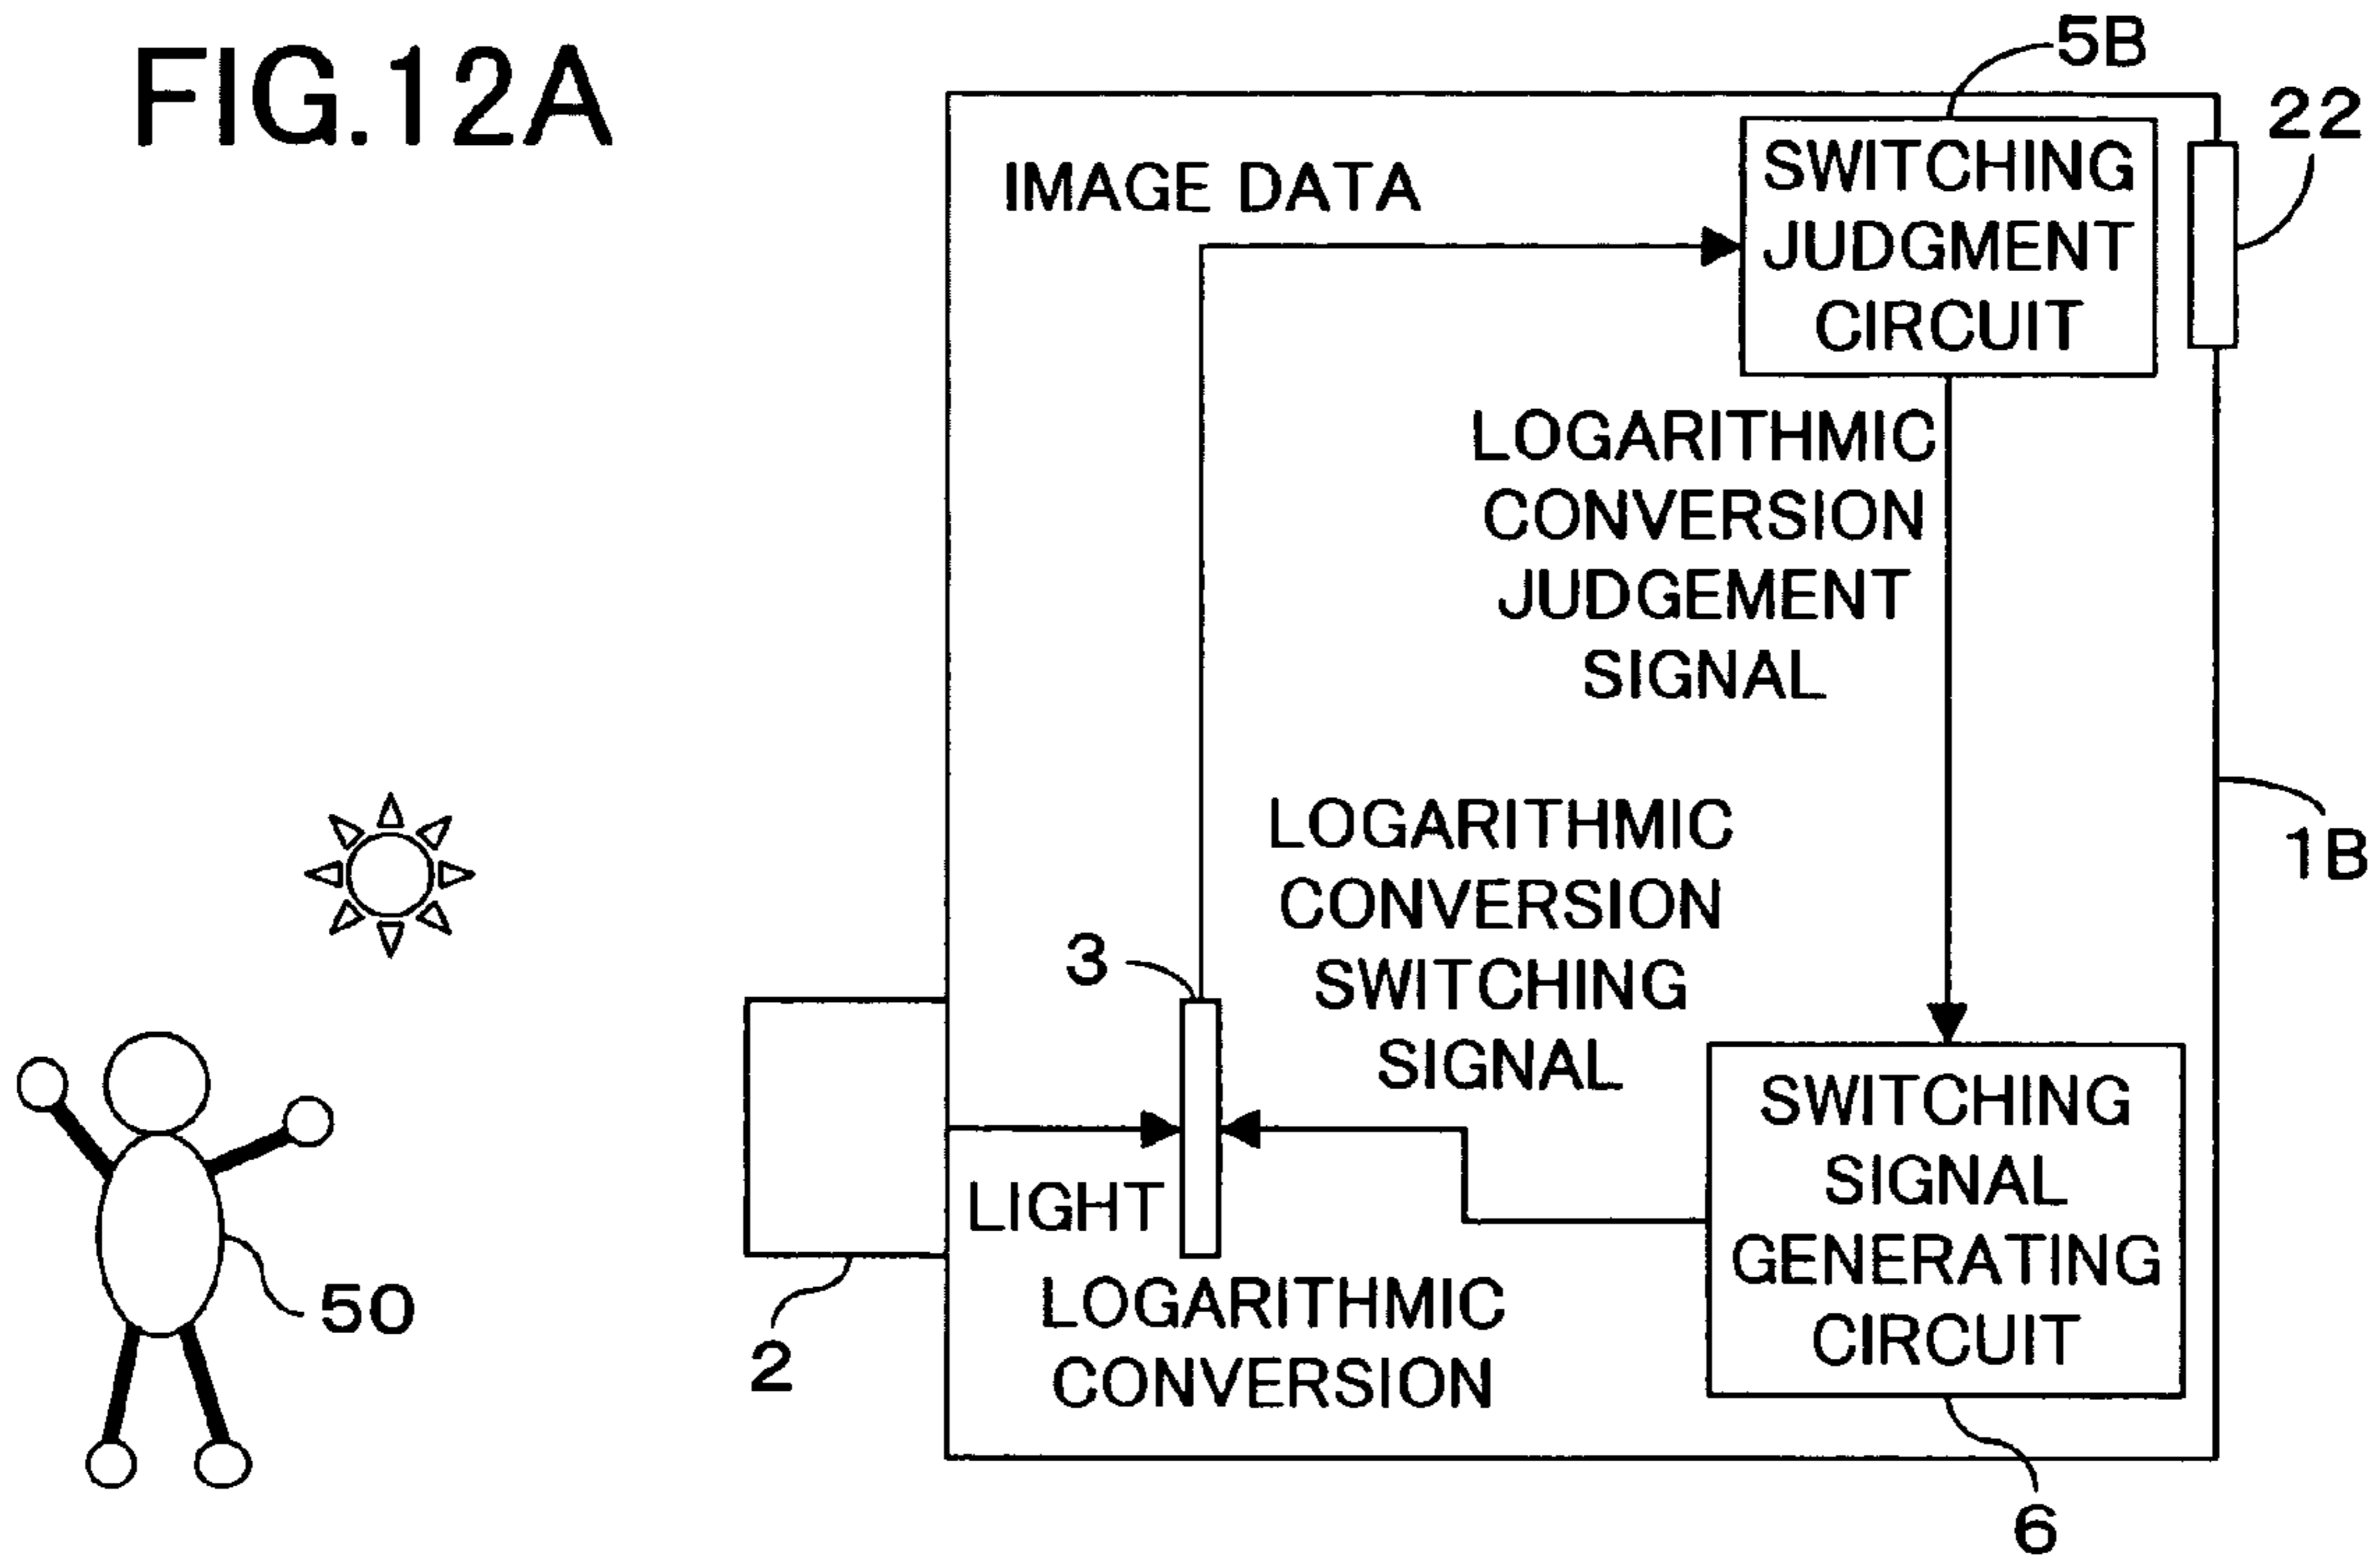 FIG.12A
5B
22
IMAGE DATA
SWITCHING
JUDGMENT
CIRCUIT
LOGARITHMIC
CONVERSION
JUDGEMENT
SIGNAL
1B
LOGARITHMIC
CONVERSION
SWITCHING
SIGNAL
3
SWITCHING
SIGNAL
GENERATING
CIRCUIT
LIGHT
50
2
LOGARITHMIC
CONVERSION
6